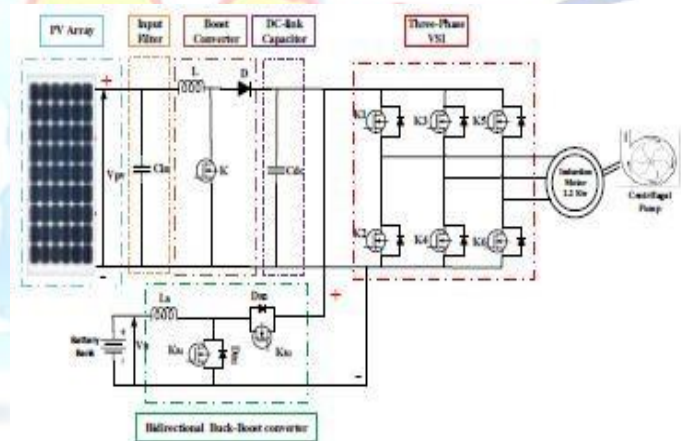 PV Array
Input
Filter
Boost
Converter
DC-link
Capacitor
Three-Phase
VSI
+
L
D
K1
K3
K5
Vpv
Cin
K
Cdc
Induction
Motor
Centrifugal
Pump
K2
K4
K6
-
+
La
Battery
Bank
+
-
-
Bidirectional Buck-Boost converter